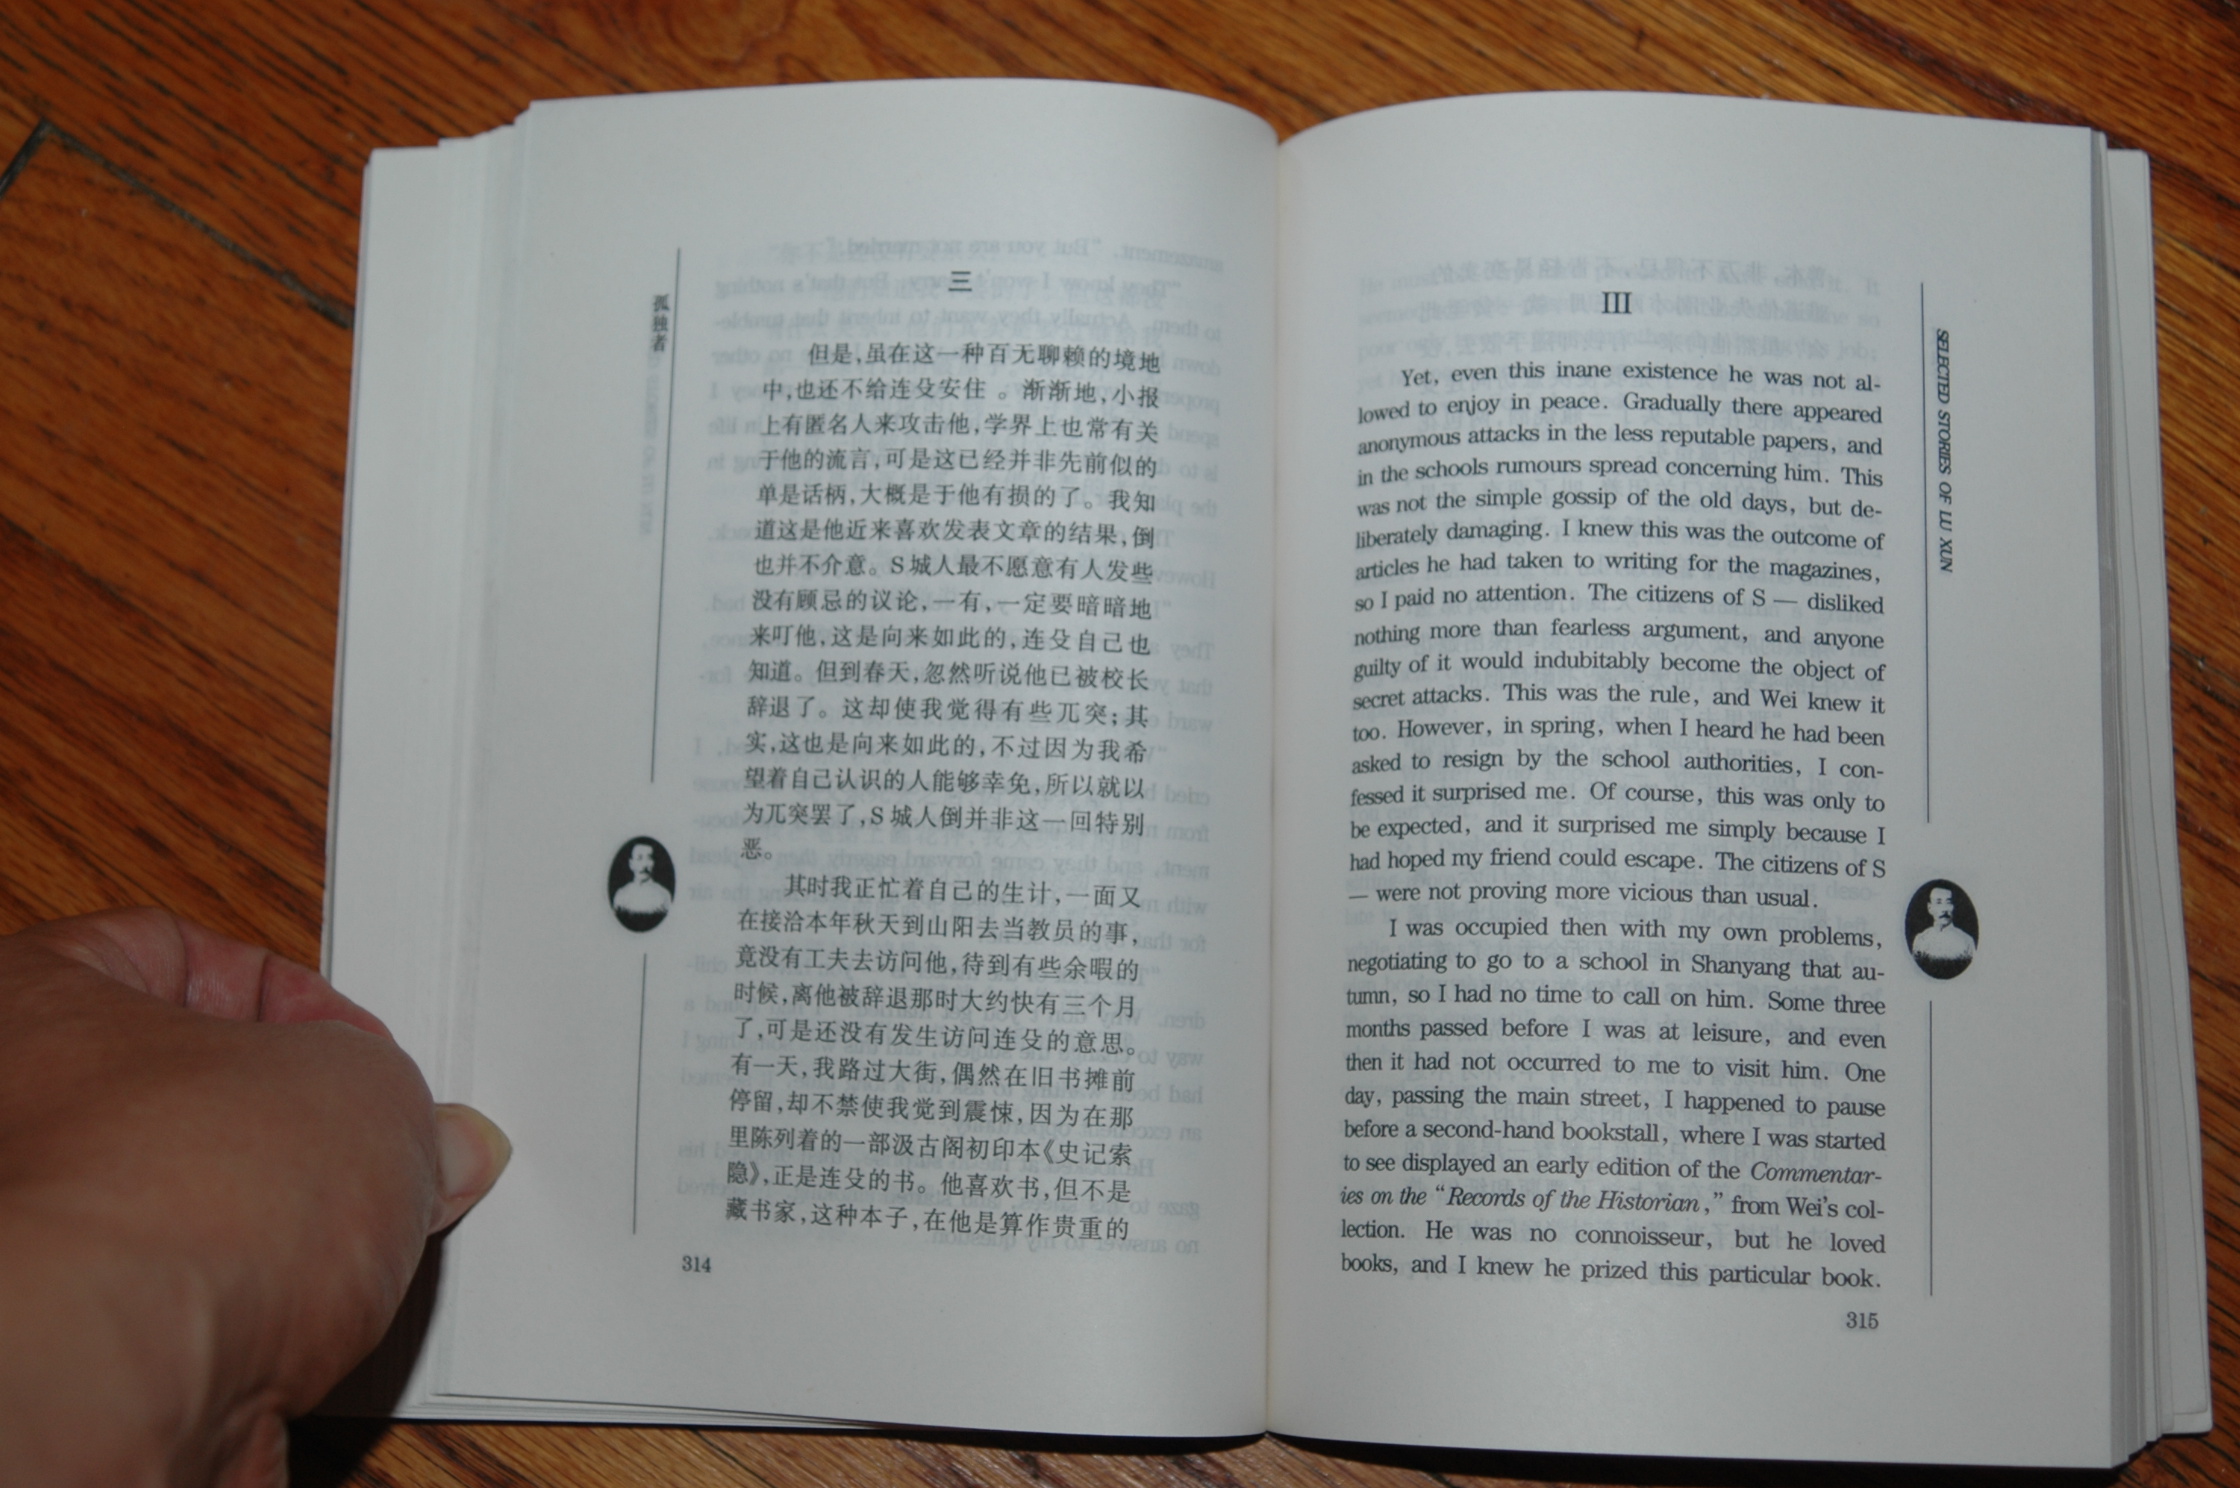 孤独者
三
但是,虽在这一种百无聊赖的境地
中,也还不给连殳安住 。渐渐地,小报
上有匿名人来攻击他,学界上也常有关
于他的流言,可是这已经并非先前似的
单是话柄,大概是于他有损的了。我知
道这是他近来喜欢发表文章的结果,倒
也并不介意。S城人最不愿意有人发些
没有顾忌的议论,一有,一定要暗暗地
来叮他,这是向来如此的,连殳自己也
知道。但到春天,忽然听说他已被校长
辞退了。这却使我觉得有些兀突;其
实,这也是向来如此的,不过因为我希
望着自己认识的人能够幸免,所以就以
为兀突罢了,S城人倒并非这一回特别
恶。
其时我正忙着自己的生计,一面又
在接洽本年秋天到山阳去当教员的事,
竟没有工夫去访问他,待到有些余暇的
时候,离他被辞退那时大约快有三个月
了,可是还没有发生访问连殳的意思。
有一天,我路过大街,偶然在旧书摊前
停留,却不禁使我觉到震悚,因为在那
里陈列着的一部汲古阁初印本《史记索
隐》,正是连殳的书。他喜欢书,但不是
藏书家,这种本子,在他是算作贵重的
314
SELECTED STORIES OF LU XUN
III
Yet, even this inane existence he was not al-
lowed to enjoy in peace. Gradually there appeared
anonymous attacks in the less reputable papers, and
in the schools rumours spread concerning him. This
was not the simple gossip of the old days, but de-
liberately damaging. I knew this was the outcome of
articles he had taken to writing for the magazines,
so I paid no attention. The citizens of S — disliked
nothing more than fearless argument, and anyone
guilty of it would indubitably become the object of
secret attacks. This was the rule, and Wei knew it
too. However, in spring, when I heard he had been
asked to resign by the school authorities, I con-
fessed it surprised me. Of course, this was only to
be expected, and it surprised me simply because I
had hoped my friend could escape. The citizens of S
— were not proving more vicious than usual.
I was occupied then with my own problems,
negotiating to go to a school in Shanyang that au-
tumn, so I had no time to call on him. Some three
months passed before I was at leisure, and even
then it had not occurred to me to visit him. One
day, passing the main street, I happened to pause
before a second-hand bookstall, where I was started
to see displayed an early edition of the Commentar-
ies on the "Records of the Historian," from Wei's col-
lection. He was no connoisseur, but he loved
books, and I knew he prized this particular book.
315